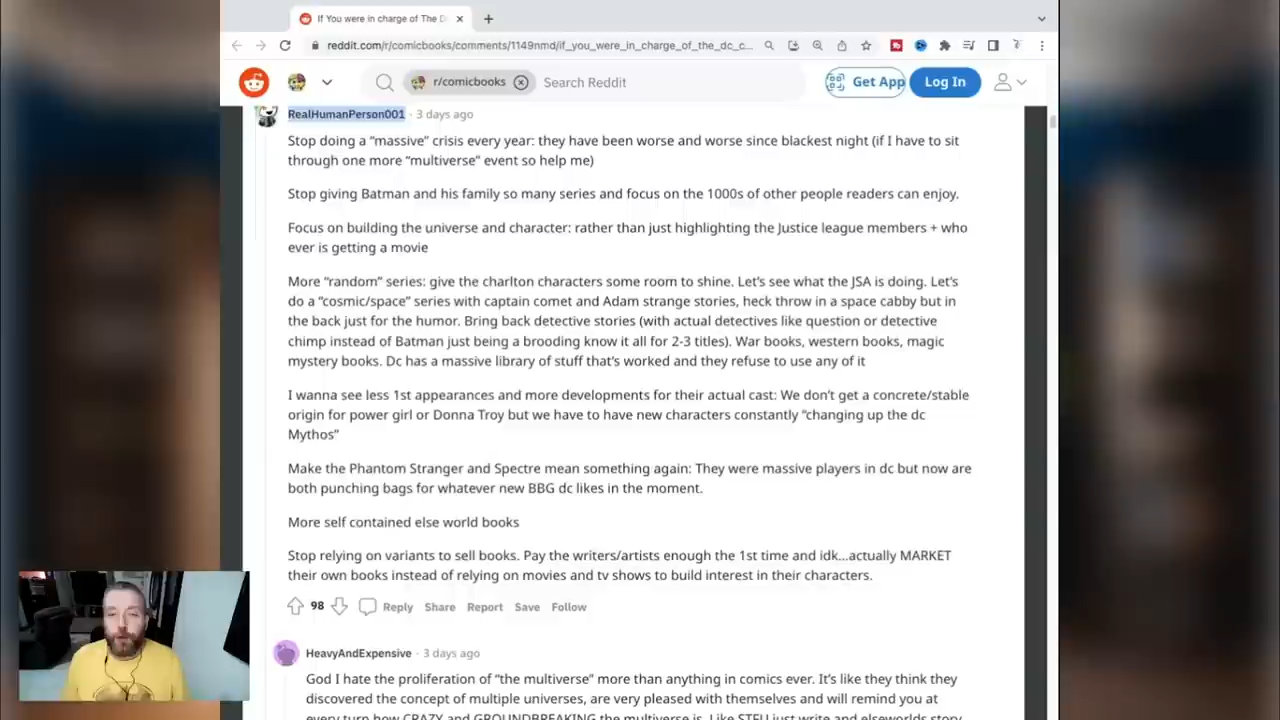 If You were in charge of The D
reddit.com/r/comicbooks/comments/1149nmd/if_you_were_in_charge_of_the_dc_c...
r/comicbooks
Search Reddit
Get App
Log In
RealHumanPerson001 · 3 days ago
Stop doing a “massive” crisis every year: they have been worse and worse since blackest night (if I have to sit
through one more “multiverse” event so help me)
Stop giving Batman and his family so many series and focus on the 1000s of other people readers can enjoy.
Focus on building the universe and character: rather than just highlighting the Justice league members + who
ever is getting a movie
More “random” series: give the charlton characters some room to shine. Let’s see what the JSA is doing. Let’s
do a “cosmic/space” series with captain comet and Adam strange stories, heck throw in a space cabby but in
the back just for the humor. Bring back detective stories (with actual detectives like question or detective
chimp instead of Batman just being a brooding know it all for 2-3 titles). War books, western books, magic
mystery books. Dc has a massive library of stuff that’s worked and they refuse to use any of it
I wanna see less 1st appearances and more developments for their actual cast: We don’t get a concrete/stable
origin for power girl or Donna Troy but we have to have new characters constantly “changing up the dc
Mythos”
Make the Phantom Stranger and Spectre mean something again: They were massive players in dc but now are
both punching bags for whatever new BBG dc likes in the moment.
More self contained else world books
Stop relying on variants to sell books. Pay the writers/artists enough the 1st time and idk...actually MARKET
their own books instead of relying on movies and tv shows to build interest in their characters.
98
Reply Share Report Save Follow
HeavyAndExpensive · 3 days ago
God I hate the proliferation of “the multiverse” more than anything in comics ever. It’s like they think they
discovered the concept of multiple universes, are very pleased with themselves and will remind you at
every turn how CRAZY and GROUNDBREAKING the multiverse is. Like STFU just write and elseworlds story